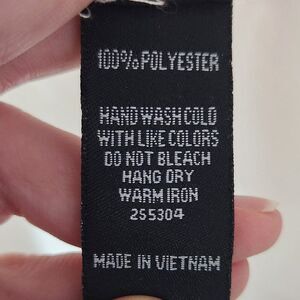 100% POLYESTER
HAND WASH COLD
WITH LIKE COLORS
DO NOT BLEACH
HANG DRY
WARM IRON
255304
MADE IN VIETNAM